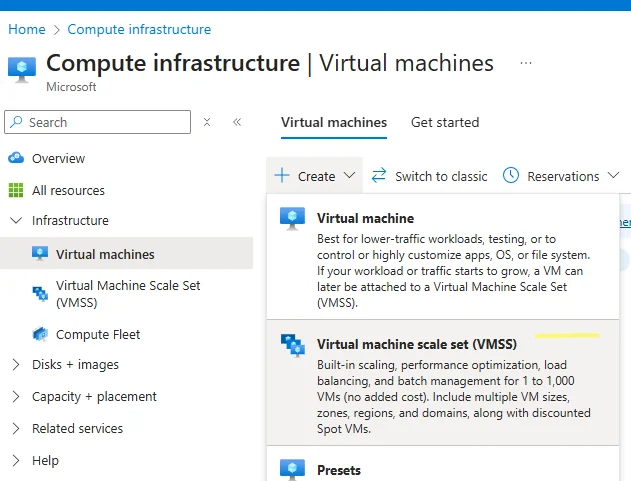 Home > Compute infrastructure
Compute infrastructure | Virtual machines ...
Microsoft
Search
Overview
All resources
Infrastructure
Virtual machines
Virtual Machine Scale Set
(VMSS)
Compute Fleet
Disks + images
Capacity + placement
Related services
Help
Virtual machines Get started
Create Switch to classic Reservations
Virtual machine
Best for lower-traffic workloads, testing, or to
control or highly customize apps, OS, or file system.
If your workload or traffic starts to grow, a VM can
later be attached to a Virtual Machine Scale Set
(VMSS).
Virtual machine scale set (VMSS)
Built-in scaling, performance optimization, load
balancing, and batch management for 1 to 1,000
VMs (no added cost). Include multiple VM sizes,
zones, regions, and domains, along with discounted
Spot VMs.
Presets